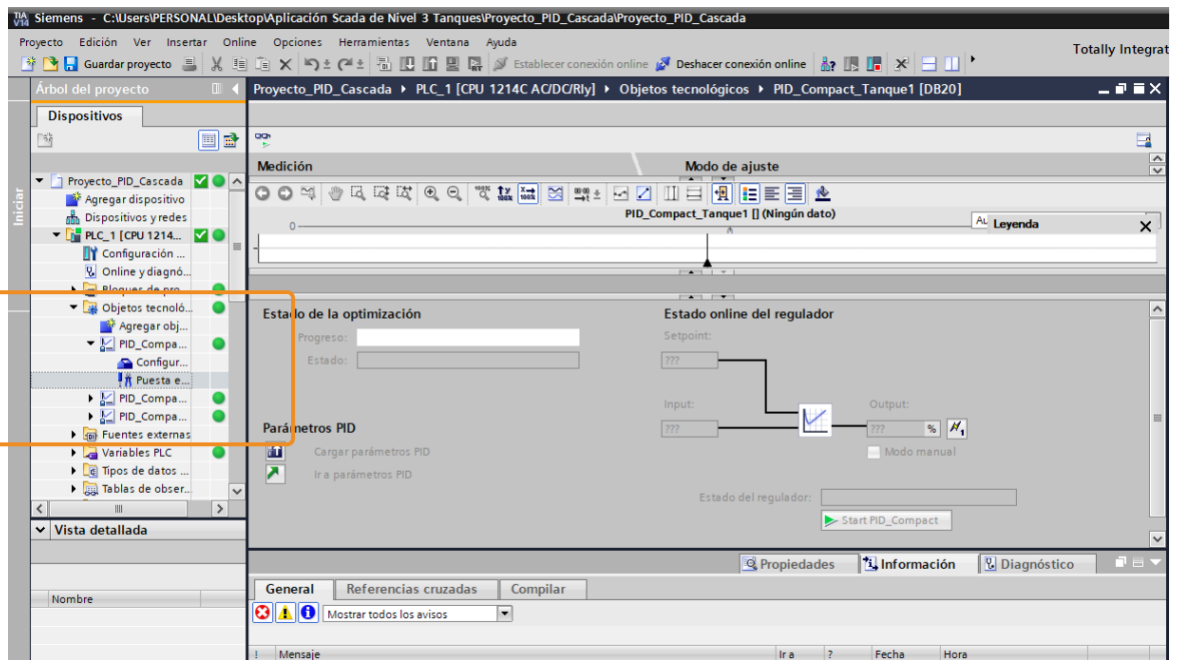 TIA V14 Siemens - C:\Users\PERSONAL\Desktop\Aplicación Scada de Nivel 3 Tanques\Proyecto_PID_Cascada\Proyecto_PID_Cascada
Proyecto Edición Ver Insertar Online Opciones Herramientas Ventana Ayuda
Totally Integrat
Guardar proyecto Establecer conexión online Deshacer conexión online
Árbol del proyecto
Proyecto_PID_Cascada PLC_1 [CPU 1214C AC/DC/Rly] Objetos tecnológicos PID_Compact_Tanque1 [DB20]
Dispositivos
Iniciar
Medición
Modo de ajuste
Proyecto_PID_Cascada
Agregar dispositivo
Dispositivos y redes
PLC_1 [CPU 1214...
Configuración ...
Online y diagnó...
Bloques de pro...
Objetos tecnoló...
Agregar obj...
PID_Compa...
Configur...
Puesta e...
PID_Compa...
PID_Compa...
Fuentes externas
Variables PLC
Tipos de datos ...
Tablas de obser...
PID_Compact_Tanque1 [] (Ningún dato)
0
Au
Leyenda
Estado de la optimización
Progreso:
Estado:
Parámetros PID
Cargar parámetros PID
Ir a parámetros PID
Estado online del regulador
Setpoint:
???
Input:
???
Output:
??? %
Modo manual
Estado del regulador:
Start PID_Compact
Vista detallada
Nombre
Propiedades Información Diagnóstico
General Referencias cruzadas Compilar
Mostrar todos los avisos
! Mensaje Ir a ? Fecha Hora